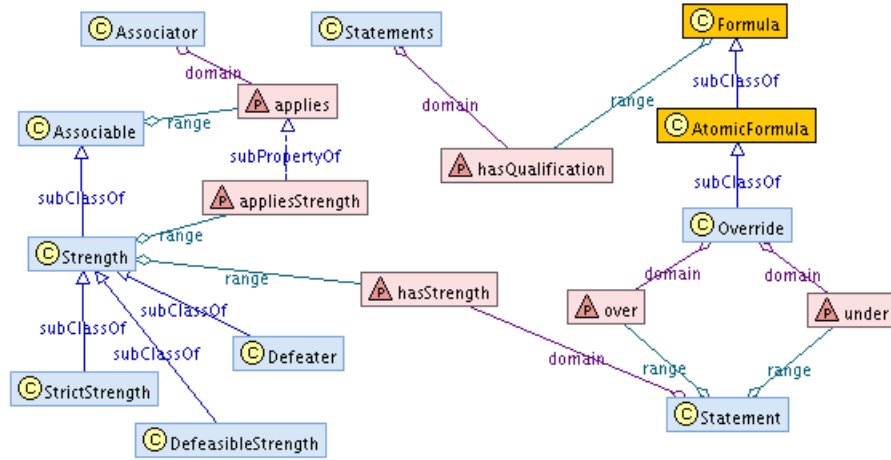 C Associator
C Statements
C Formula
domain
P applies
domain
range
subClassOf
C Associable
range
C AtomicFormula
subPropertyOf
P hasQualification
subClassOf
subClassOf
P appliesStrength
C Override
range
C Strength
range
domain
domain
P hasStrength
P over
P under
subClassOf
subClassOf
subClassOf
C Defeater
domain
range
range
C StrictStrength
C Statement
C DefeasibleStrength